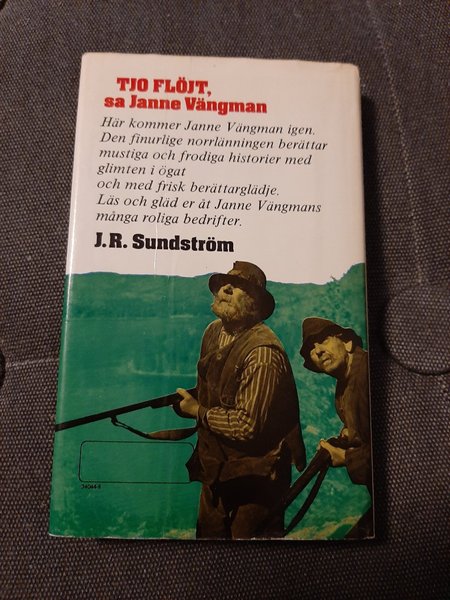 TJO FLÖJT,
sa Janne Vängman
Här kommer Janne Vängman igen.
Den finurlige norrlänningen berättar
mustiga och frodiga historier med
glimten i ögat
och med frisk berättarglädje.
Läs och gläd er åt Janne Vängmans
många roliga bedrifter.
J.R. Sundström